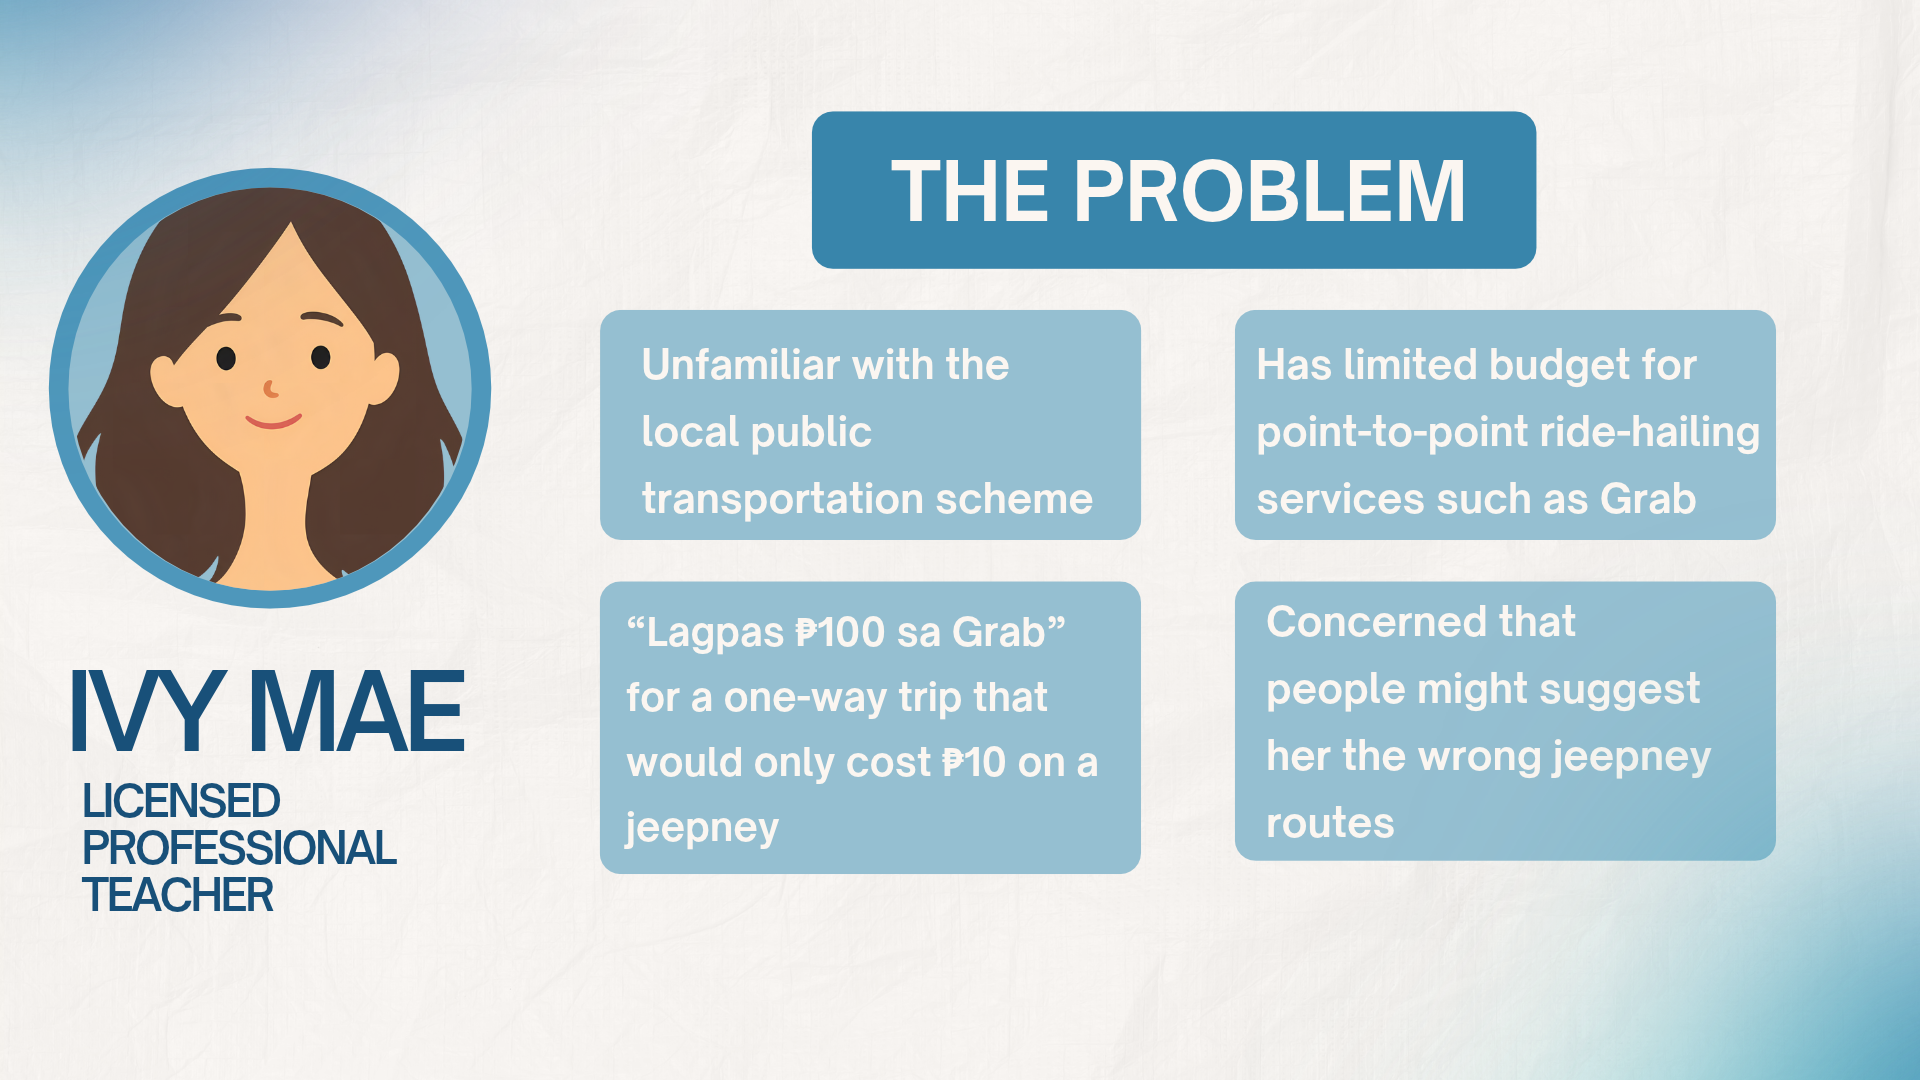 THE PROBLEM
Unfamiliar with the
local public
transportation scheme
Has limited budget for
point-to-point ride-hailing
services such as Grab
“Lagpas ₱100 sa Grab”
for a one-way trip that
would only cost ₱10 on a
jeepney
Concerned that
people might suggest
her the wrong jeepney
routes
IVY MAE
LICENSED
PROFESSIONAL
TEACHER